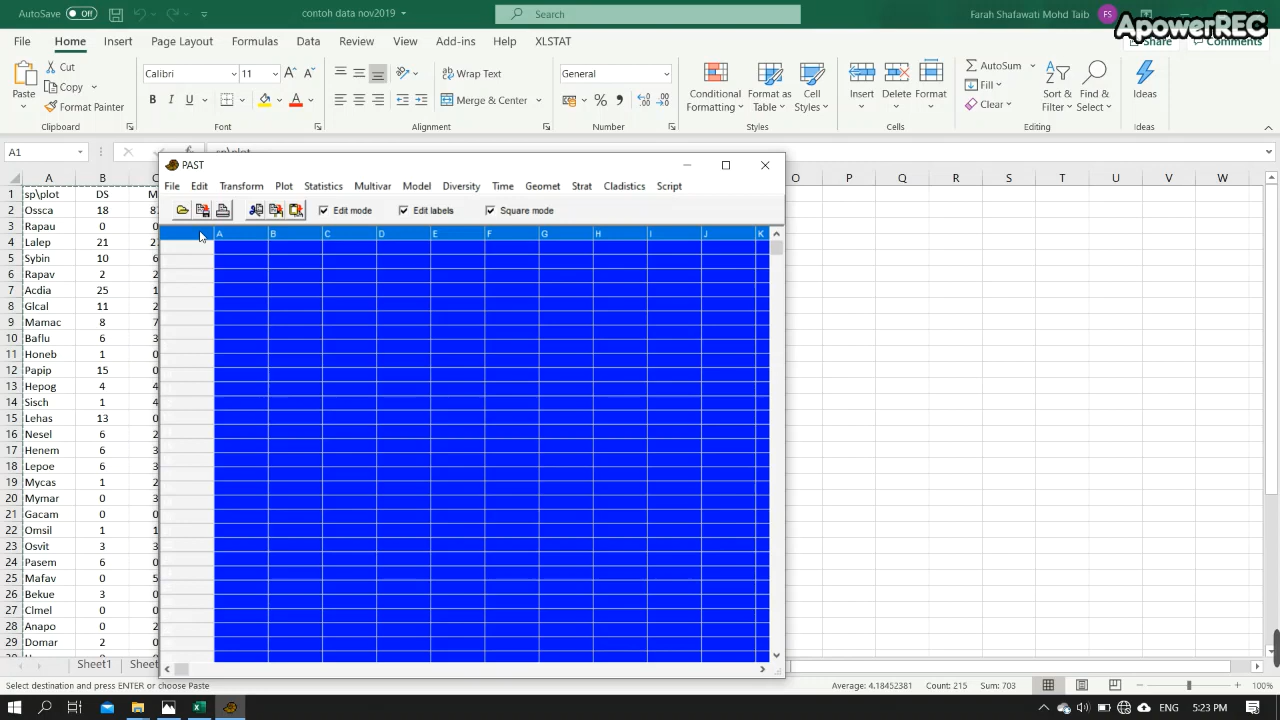 AutoSave Off contoh data nov2019 Search Farah Shafawati Mohd Taib FS
ApowerREC
File Home Insert Page Layout Formulas Data Review View Add-ins Help XLSTAT Share Comments
Paste Cut Copy Format Painter Clipboard
Calibri 11 B I U Font
Wrap Text Merge & Center Alignment
General Number
Conditional Formatting Format as Table Cell Styles Styles
Insert Delete Format Cells
AutoSum Fill Clear Sort & Filter Find & Select Editing
Ideas Ideas
A1 sp\plot
A B O P Q R S T U V W
1 sp\plot DS M
2 Ossca 18 8
3 Rapau 0
4 Lalep 21 2
5 Sybin 10 6
6 Rapav 2 2
7 Acdia 25 1
8 Glcal 11 3
9 Mamac 8 7
10 Baflu 6 3
11 Honeb 1 0
12 Papip 15 0
13 Hepog 4 4
14 Sisch 1 4
15 Lehas 13 0
16 Nesel 6 2
17 Henem 6 3
18 Lepoe 6 3
19 Mycas 1 2
20 Mymar 0 3
21 Gacam 0 0
22 Omsil 1 1
23 Osvit 3 3
24 Pasem 6 0
25 Mafav 0 5
26 Bekue 3 0
27 Clmel 0 0
28 Anapo 0 2
29 Domar 2 0
PAST
File Edit Transform Plot Statistics Multivar Model Diversity Time Geomet Strat Cladistics Script
Edit mode Edit labels Square mode
A B C D E F G H I J K
Sheet1 Sheet
Select destination and press ENTER or choose Paste Average: 4.18452381 Count: 215 Sum: 703 100%
ENG 5:23 PM